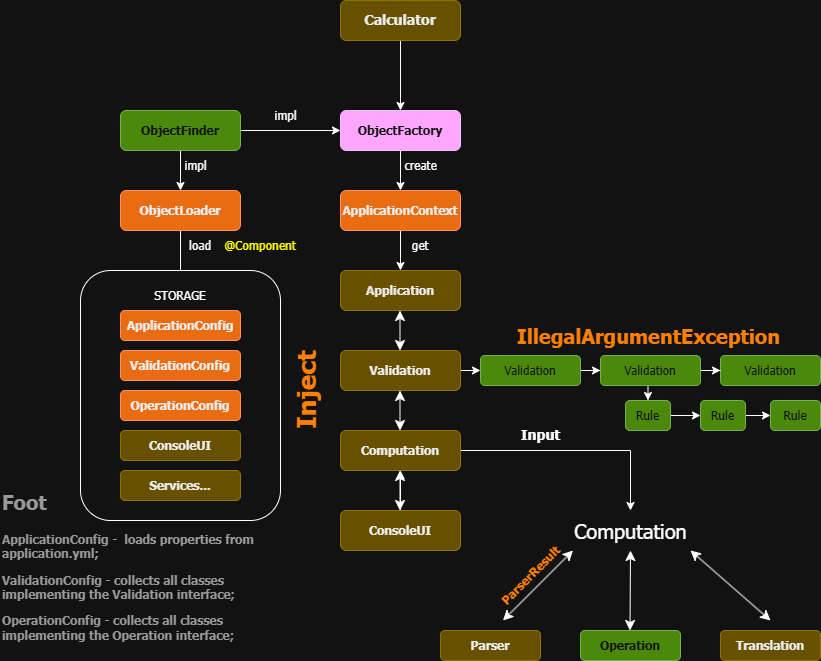 Calculator
ObjectFinder
impl
ObjectFactory
impl
create
ObjectLoader
ApplicationContext
load @Component
get
STORAGE
ApplicationConfig
ValidationConfig
OperationConfig
ConsoleUI
Services...
Inject
Application
IllegalArgumentException
Validation
Validation
Validation
Validation
Rule
Rule
Rule
Computation
Input
ConsoleUI
Computation
ParserResult
Parser
Operation
Translation
Foot
ApplicationConfig - loads properties from
application.yml;
ValidationConfig - collects all classes
implementing the Validation interface;
OperationConfig - collects all classes
implementing the Operation interface;